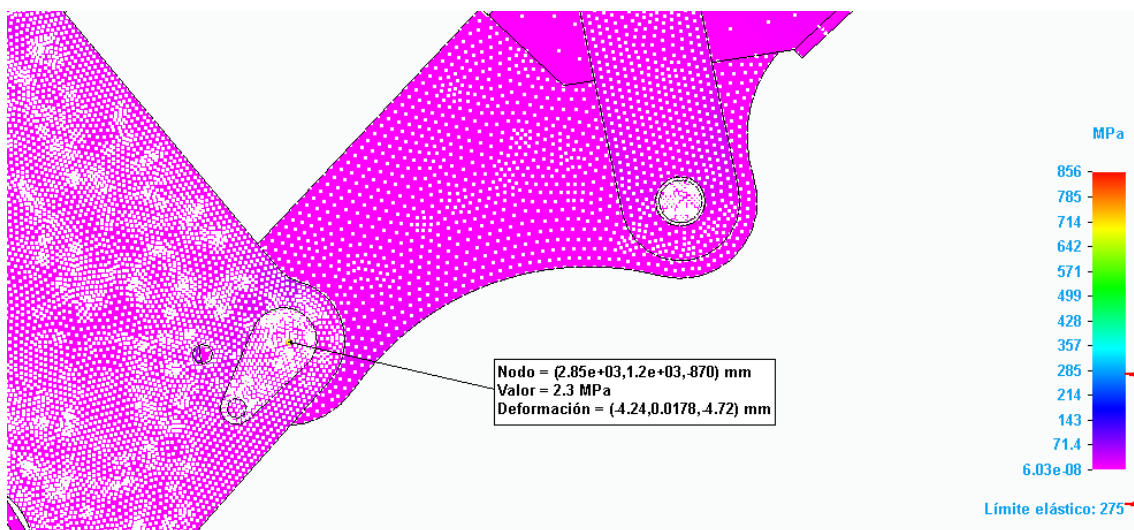 MPa
856
785
714
642
571
499
428
357
285
214
143
71.4
6.03e-08
Nodo = (2.85e+03,1.2e+03,-870) mm
Valor = 2.3 MPa
Deformación = (-4.24,0.0178,-4.72) mm
Límite elástico: 275